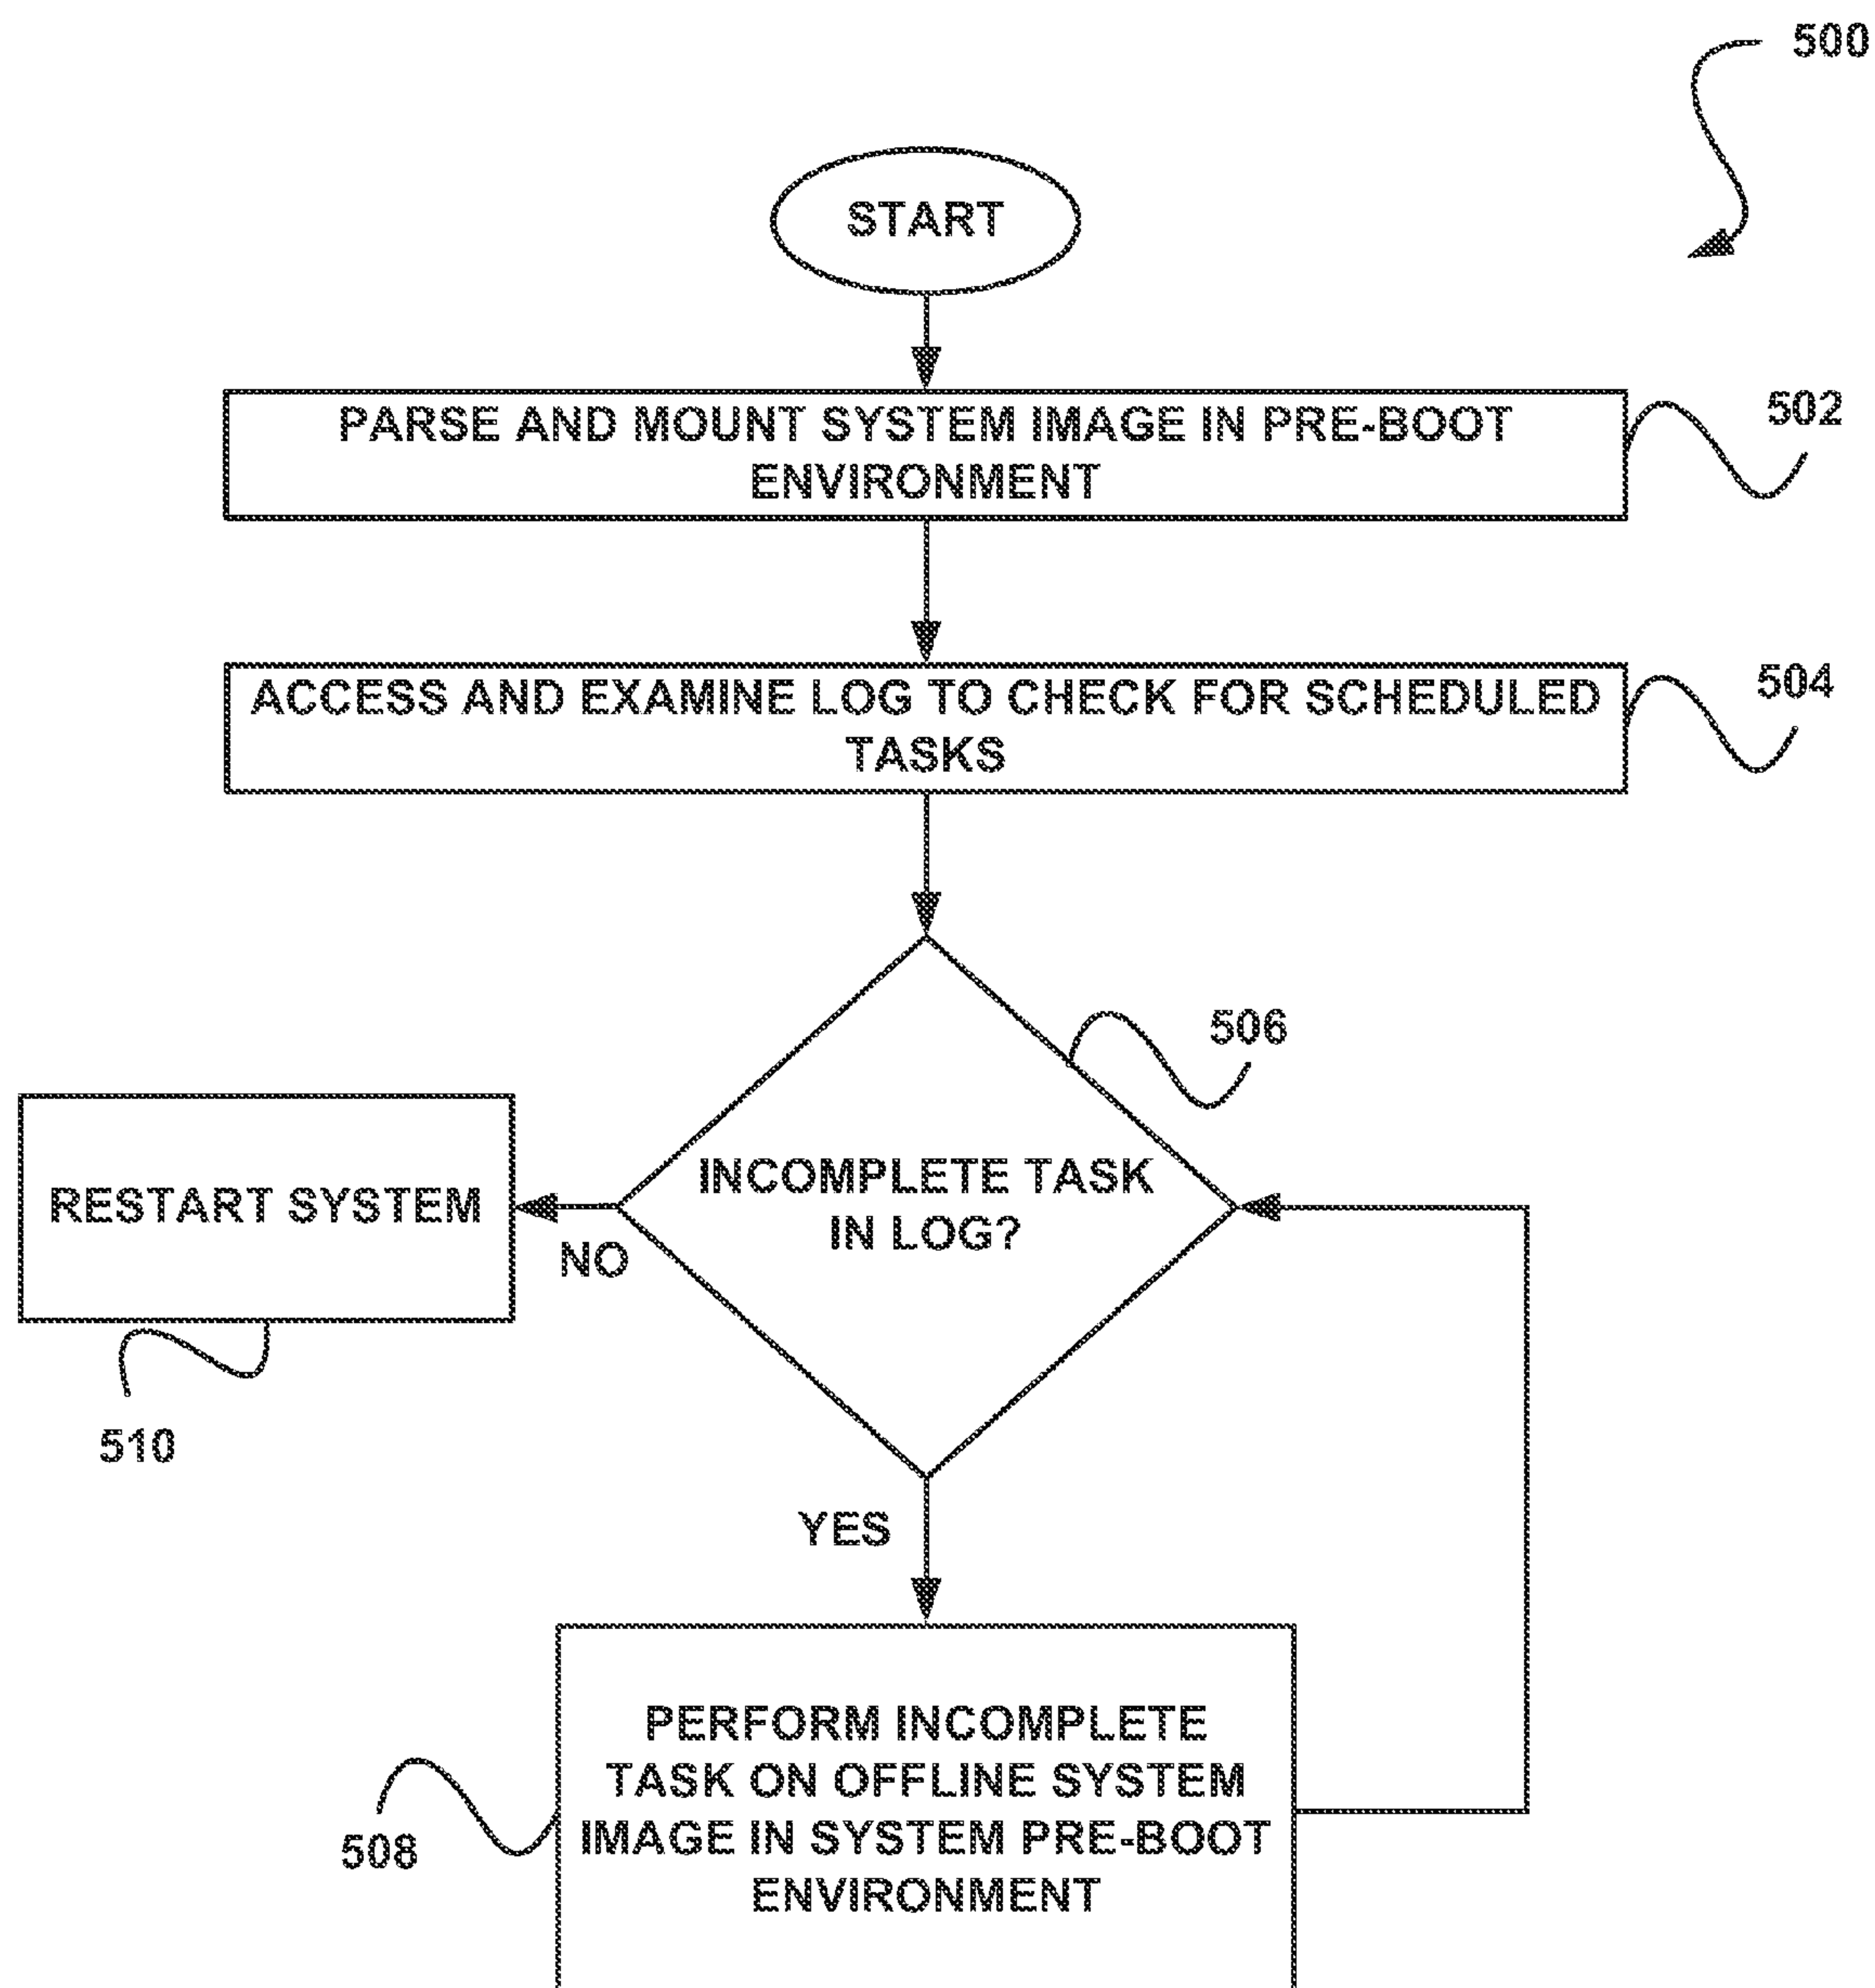 500
START
PARSE AND MOUNT SYSTEM IMAGE IN PRE-BOOT
ENVIRONMENT
502
ACCESS AND EXAMINE LOG TO CHECK FOR SCHEDULED
TASKS
504
506
INCOMPLETE TASK
IN LOG?
RESTART SYSTEM
NO
510
YES
PERFORM INCOMPLETE
TASK ON OFFLINE SYSTEM
IMAGE IN SYSTEM PRE-BOOT
ENVIRONMENT
508